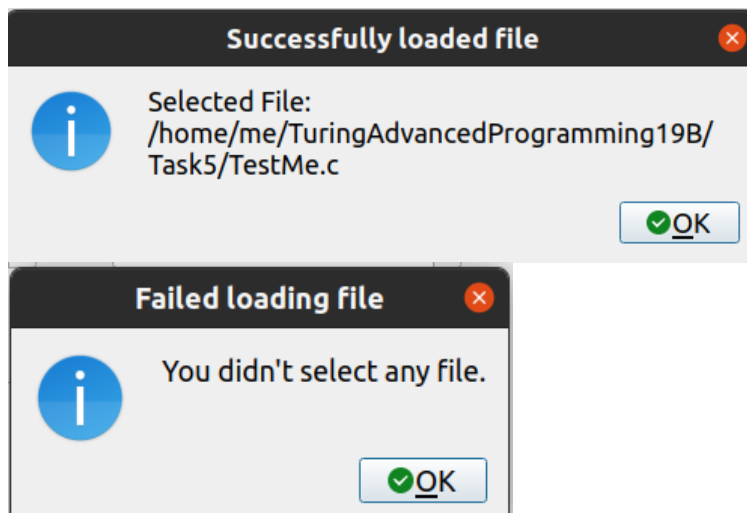 Successfully loaded file
Selected File:
/home/me/TuringAdvancedProgramming19B/
Task5/TestMe.c
OK
Failed loading file
You didn't select any file.
OK